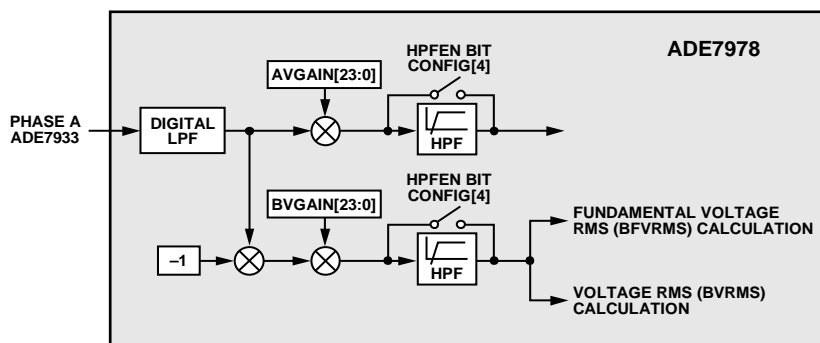 ADE7978
HPFEN BIT
CONFIG[4]
AVGAIN[23:0]
PHASE A
ADE7933
DIGITAL
LPF
HPF
HPFEN BIT
CONFIG[4]
BVGAIN[23:0]
FUNDAMENTAL VOLTAGE
RMS (BFVRMS) CALCULATION
–1
HPF
VOLTAGE RMS (BVRMS)
CALCULATION